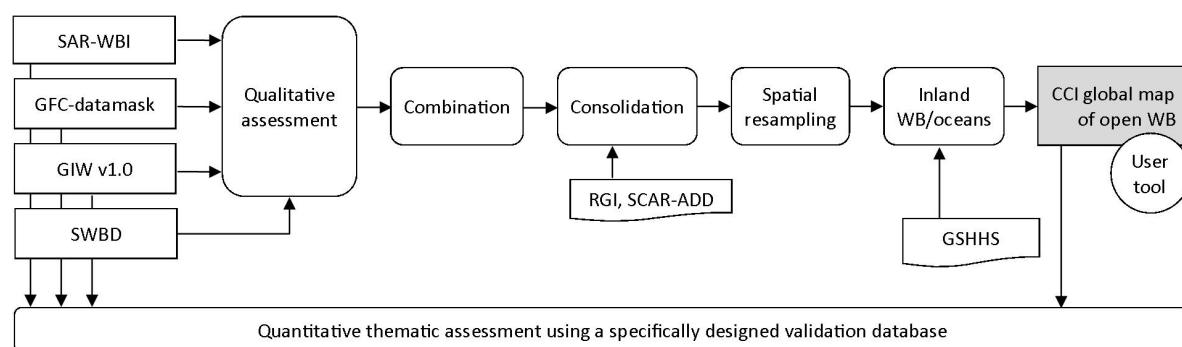 SAR-WBI
GFC-datamask
GIW v1.0
SWBD
Qualitative
assessment
Combination
Consolidation
RGI, SCAR-ADD
Spatial
resampling
Inland
WB/oceans
GSHHS
CCI global map
of open WB
User
tool
Quantitative thematic assessment using a specifically designed validation database